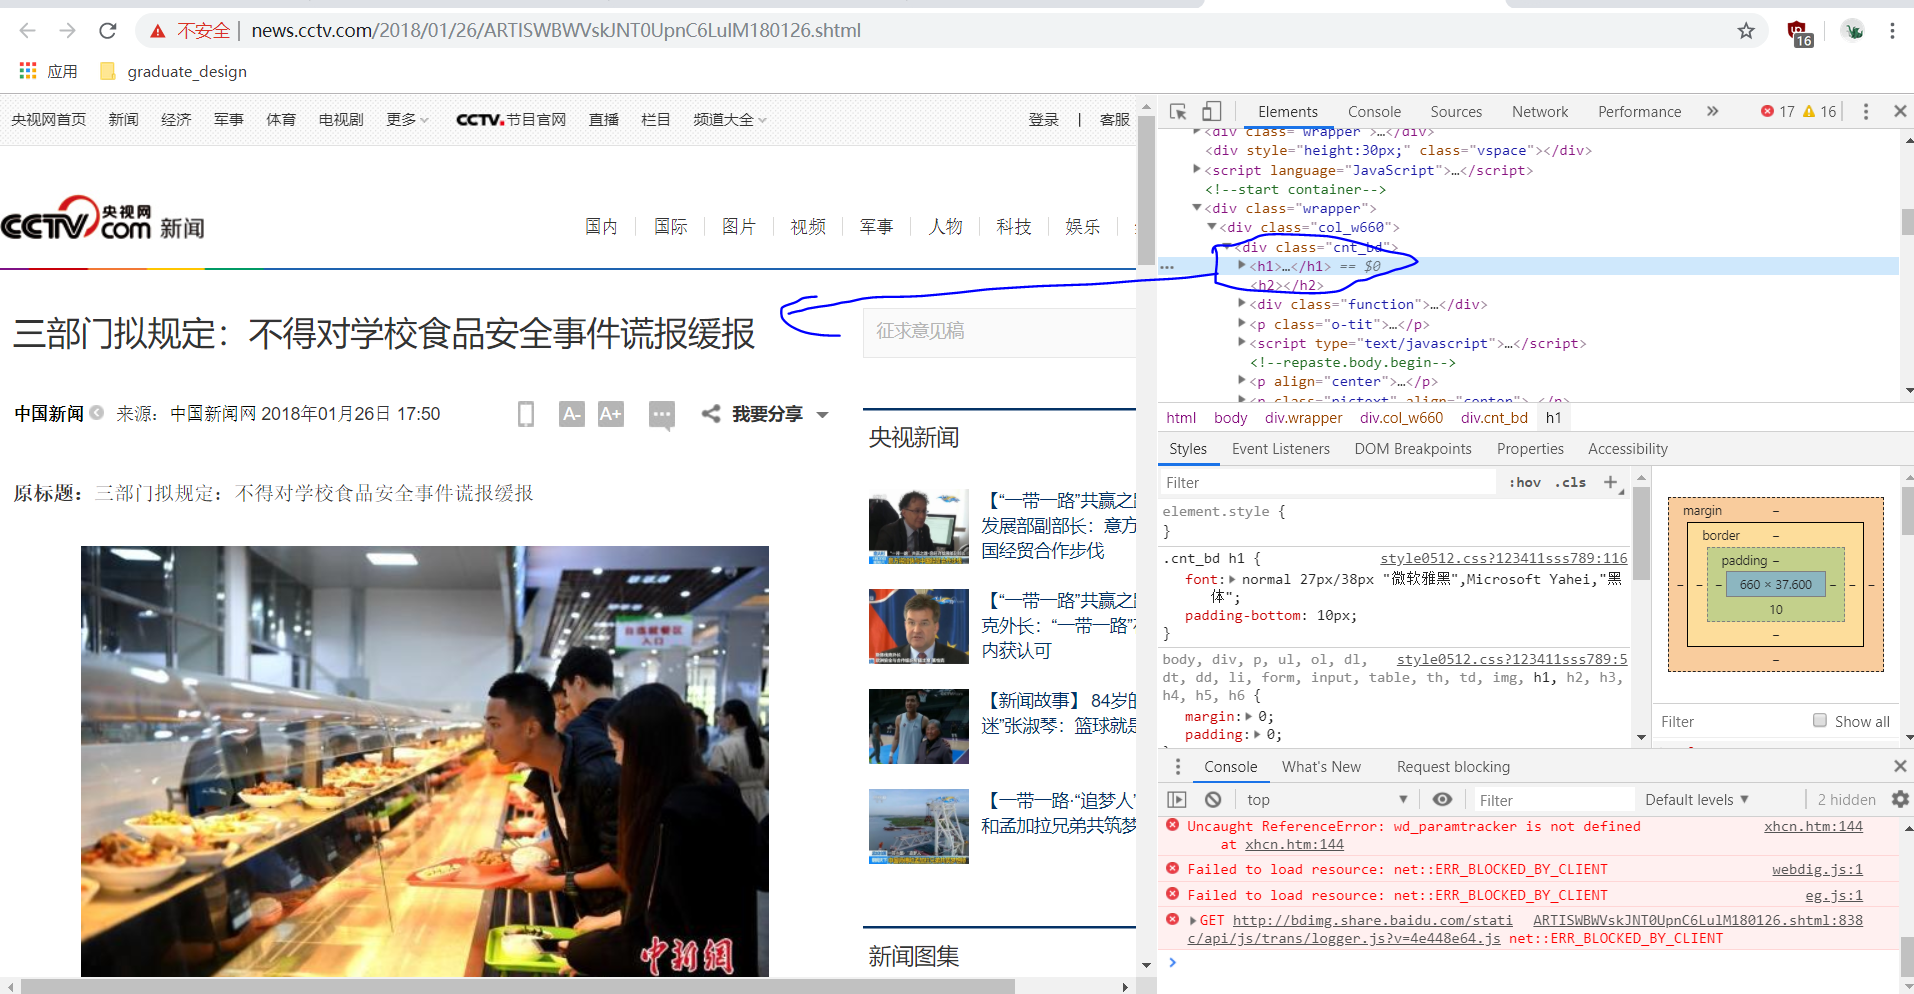 不安全 | news.cctv.com/2018/01/26/ARTISWBWVskJNT0UpnC6LuIM180126.shtml
16
应用 graduate_design
央视网首页 新闻 经济 军事 体育 电视剧 更多 CCTV.节目官网 直播 栏目 频道大全 登录 | 客服
CCTV.com 央视网 新闻
国内 国际 图片 视频 军事 人物 科技 娱乐
三部门拟规定：不得对学校食品安全事件谎报缓报
征求意见稿
中国新闻 来源：中国新闻网 2018年01月26日 17:50 A- A+ 我要分享
原标题：三部门拟规定：不得对学校食品安全事件谎报缓报
自选餐区
入口
中新網
央视新闻
【“一带一路”共赢之
发展部副部长：意方
国经贸合作步伐
【“一带一路”共赢之
克外长：“一带一路”
内获认可
【新闻故事】84岁的
迷”张淑琴：篮球就是
【一带一路·“追梦人”
和孟加拉兄弟共筑梦
新闻图集
Elements Console Sources Network Performance » 17 16
<div class="wrapper">…</div>
<div style="height:30px;" class="vspace"></div>
<script language="JavaScript">…</script>
<!--start container-->
<div class="wrapper">
<div class="col_w660">
<div class="cnt_bd">
<h1>…</h1> == $0
<h2></h2>
<div class="function">…</div>
<p class="o-tit">…</p>
<script type="text/javascript">…</script>
<!--repaste.body.begin-->
<p align="center">…</p>
<p class="pictext" align="center">…</p>
html body div.wrapper div.col_w660 div.cnt_bd h1
Styles Event Listeners DOM Breakpoints Properties Accessibility
Filter :hov .cls +
element.style {
}
.cnt_bd h1 { style0512.css?123411sss789:116
font: normal 27px/38px "微软雅黑",Microsoft Yahei,"黑
体";
padding-bottom: 10px;
}
body, div, p, ul, ol, dl, style0512.css?123411sss789:5
dt, dd, li, form, input, table, th, td, img, h1, h2, h3,
h4, h5, h6 {
margin: 0;
padding: 0;
margin –
border –
padding –
– – – 660 × 37.600 – – –
10
–
–
Filter Show all
Console What's New Request blocking
top Filter Default levels 2 hidden
Uncaught ReferenceError: wd_paramtracker is not defined xhcn.htm:144
at xhcn.htm:144
Failed to load resource: net::ERR_BLOCKED_BY_CLIENT webdig.js:1
Failed to load resource: net::ERR_BLOCKED_BY_CLIENT eg.js:1
GET http://bdimg.share.baidu.com/stati ARTISWBWVskJNT0UpnC6LulM180126.shtml:838
c/api/js/trans/logger.js?v=4e448e64.js net::ERR_BLOCKED_BY_CLIENT